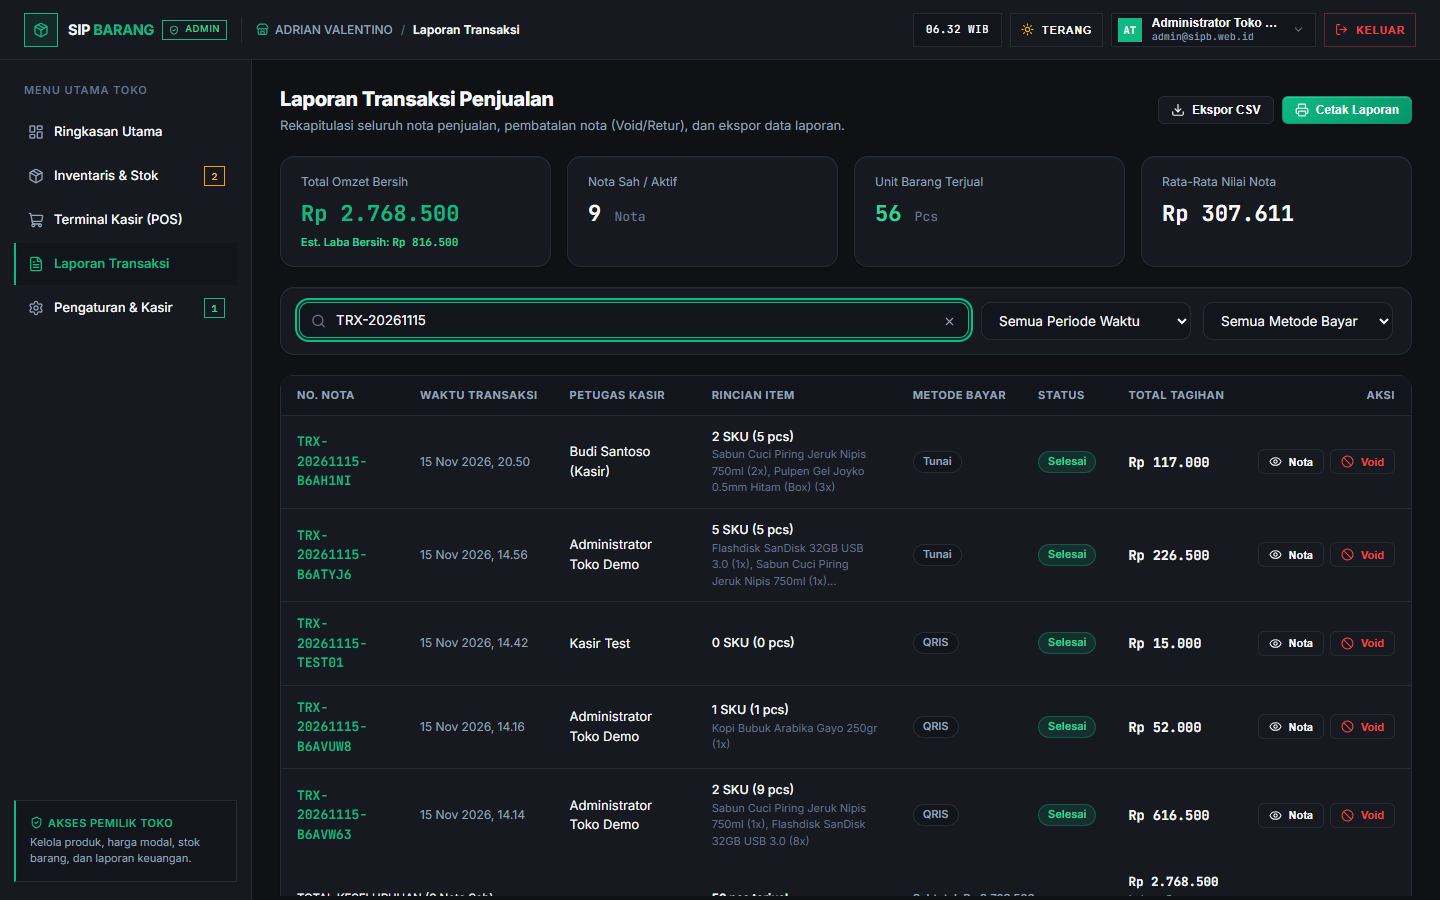 SIP BARANG ADMIN ADRIAN VALENTINO / Laporan Transaksi 06.32 WIB TERANG AT Administrator Toko ... admin@sipb.web.id KELUAR
MENU UTAMA TOKO
Ringkasan Utama
Inventaris & Stok 2
Terminal Kasir (POS)
Laporan Transaksi
Pengaturan & Kasir 1
AKSES PEMILIK TOKO
Kelola produk, harga modal, stok
barang, dan laporan keuangan.
Laporan Transaksi Penjualan
Rekapitulasi seluruh nota penjualan, pembatalan nota (Void/Retur), dan ekspor data laporan.
Ekspor CSV Cetak Laporan
Total Omzet Bersih
Rp 2.768.500
Est. Laba Bersih: Rp 816.500
Nota Sah / Aktif
9 Nota
Unit Barang Terjual
56 Pcs
Rata-Rata Nilai Nota
Rp 307.611
TRX-20261115 × Semua Periode Waktu Semua Metode Bayar
NO. NOTA WAKTU TRANSAKSI PETUGAS KASIR RINCIAN ITEM METODE BAYAR STATUS TOTAL TAGIHAN AKSI
TRX-
20261115-
B6AH1NI
15 Nov 2026, 20.50
Budi Santoso
(Kasir)
2 SKU (5 pcs)
Sabun Cuci Piring Jeruk Nipis
750ml (2x), Pulpen Gel Joyko
0.5mm Hitam (Box) (3x)
Tunai Selesai Rp 117.000 Nota Void
TRX-
20261115-
B6ATYJ6
15 Nov 2026, 14.56
Administrator
Toko Demo
5 SKU (5 pcs)
Flashdisk SanDisk 32GB USB
3.0 (1x), Sabun Cuci Piring
Jeruk Nipis 750ml (1x)...
Tunai Selesai Rp 226.500 Nota Void
TRX-
20261115-
TEST01
15 Nov 2026, 14.42
Kasir Test
0 SKU (0 pcs)
QRIS Selesai Rp 15.000 Nota Void
TRX-
20261115-
B6AVUW8
15 Nov 2026, 14.16
Administrator
Toko Demo
1 SKU (1 pcs)
Kopi Bubuk Arabika Gayo 250gr
(1x)
QRIS Selesai Rp 52.000 Nota Void
TRX-
20261115-
B6AVW63
15 Nov 2026, 14.14
Administrator
Toko Demo
2 SKU (9 pcs)
Sabun Cuci Piring Jeruk Nipis
750ml (1x), Flashdisk SanDisk
32GB USB 3.0 (8x)
QRIS Selesai Rp 616.500 Nota Void
Rp 2.768.500